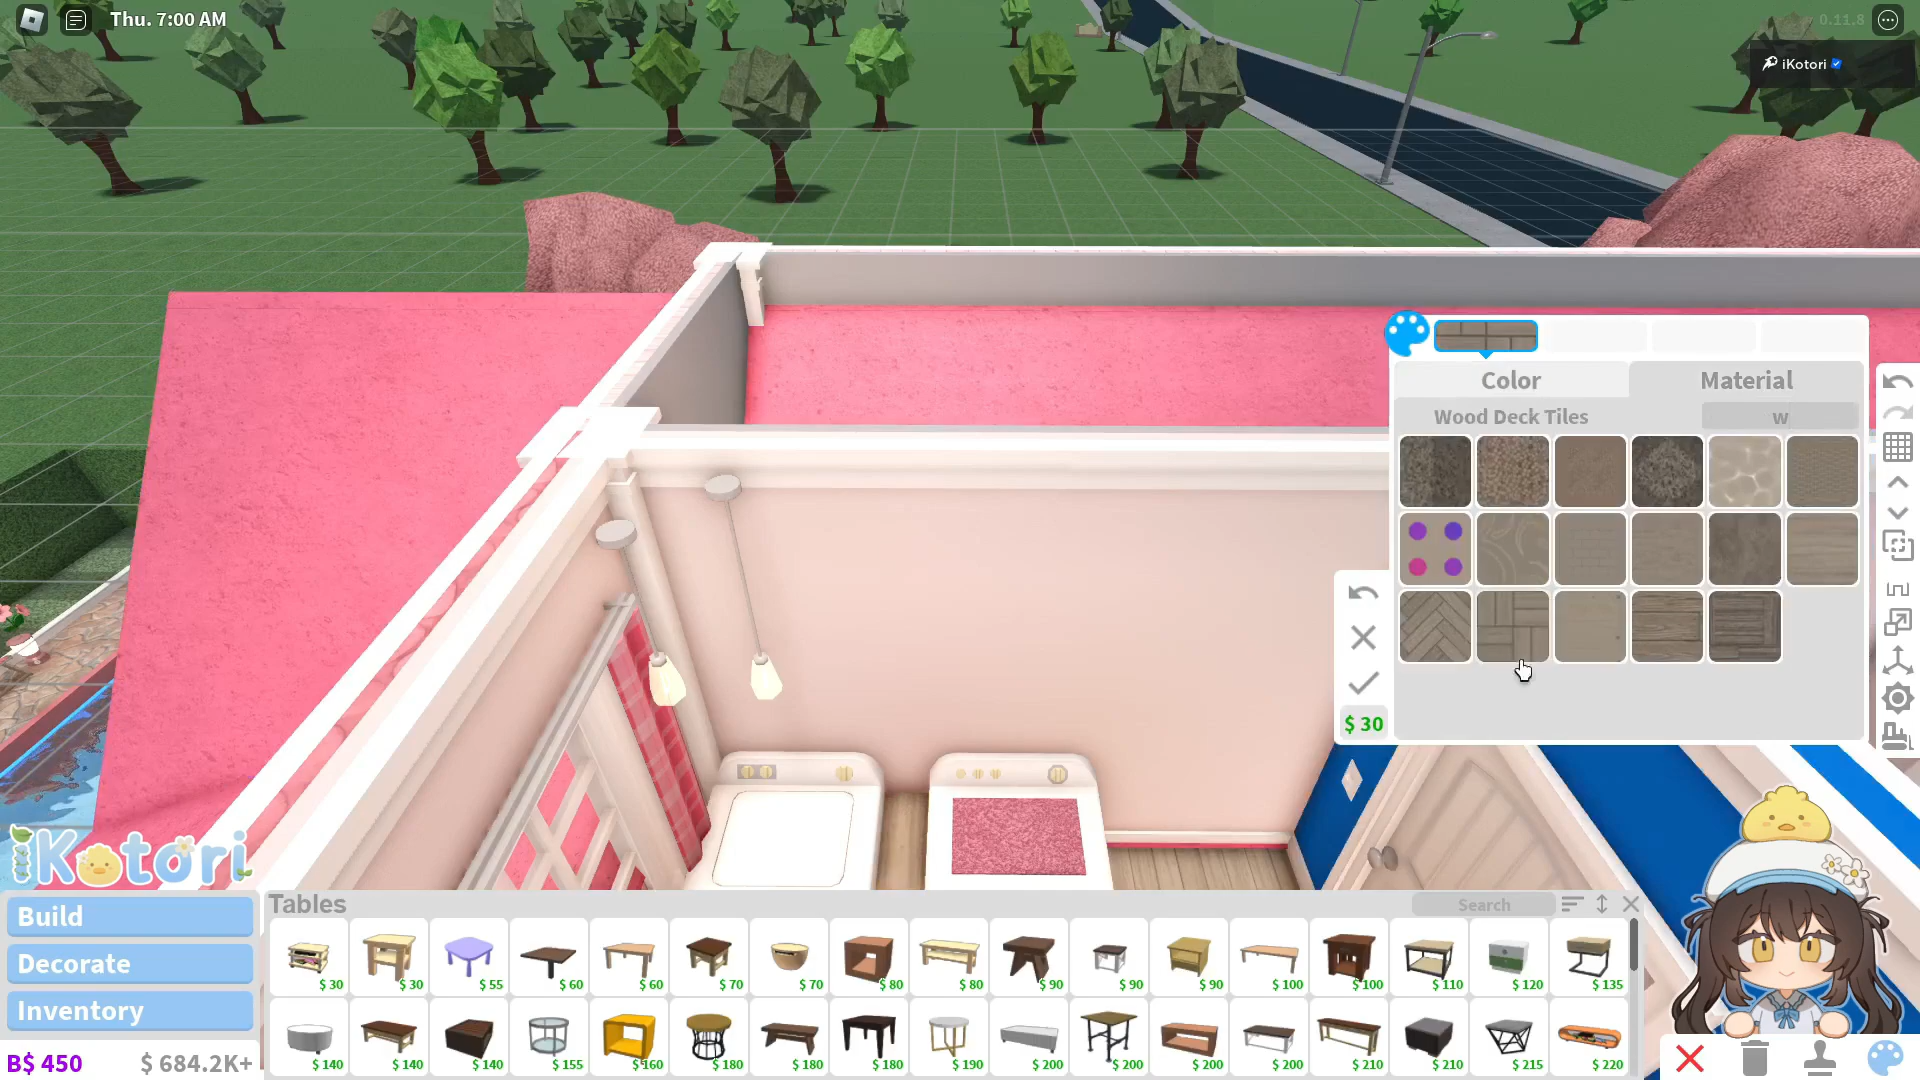 Thu. 7:00 AM
0.11.8
iKotori
Color
Material
Wood Deck Tiles
w
$ 30
iKotori
Build
Decorate
Inventory
B$ 450
$ 684.2K+
Tables
Search
$ 30
$ 30
$ 55
$ 60
$ 60
$ 70
$ 70
$ 80
$ 80
$ 90
$ 90
$ 90
$ 100
$ 100
$ 110
$ 120
$ 135
$ 140
$ 140
$ 140
$ 155
$ 160
$ 180
$ 180
$ 180
$ 190
$ 200
$ 200
$ 200
$ 200
$ 210
$ 210
$ 215
$ 220